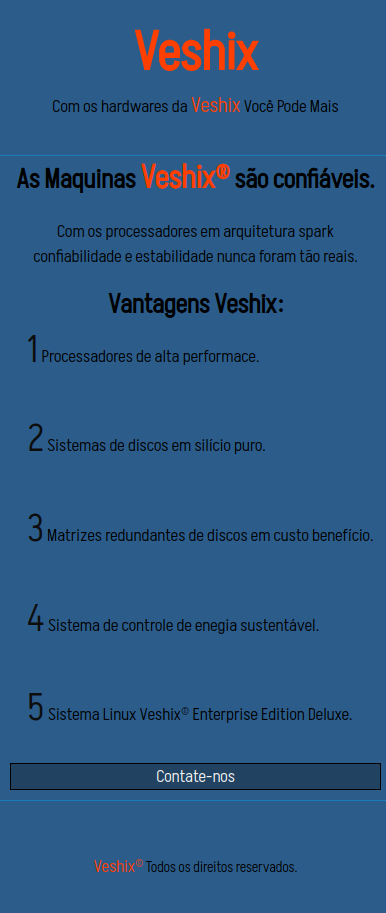 Veshix
Com os hardwares da Veshix Você Pode Mais
As Maquinas Veshix® são confiáveis.
Com os processadores em arquitetura spark
confiabilidade e estabilidade nunca foram tão reais.
Vantagens Veshix:
1 Processadores de alta performace.
2 Sistemas de discos em silício puro.
3 Matrizes redundantes de discos em custo benefício.
4 Sistema de controle de enegia sustentável.
5 Sistema Linux Veshix® Enterprise Edition Deluxe.
Contate-nos
Veshix® Todos os direitos reservados.